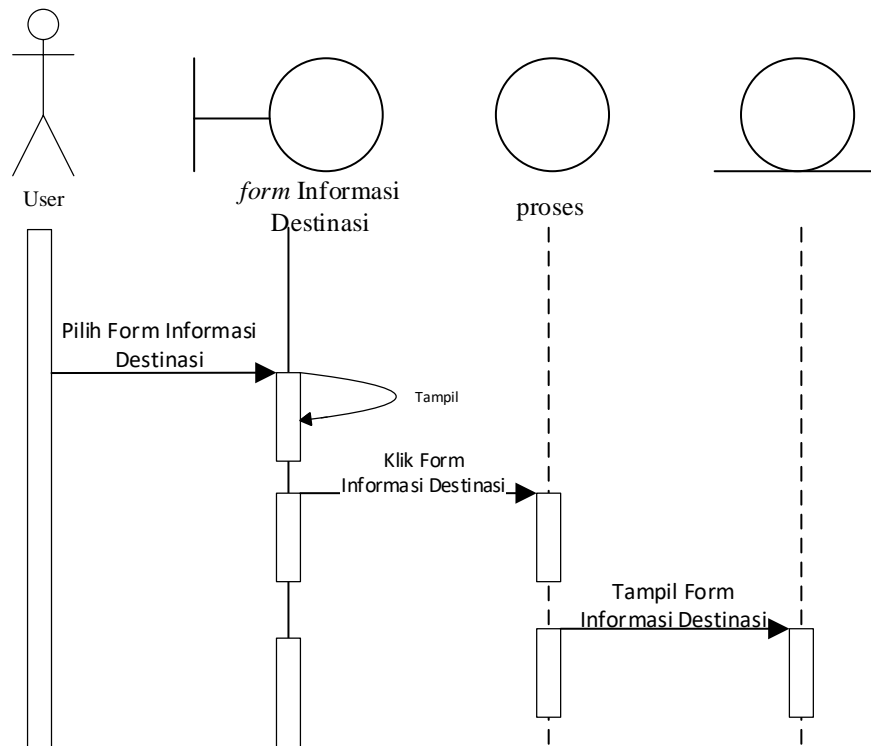 User
form Informasi
Destinasi
proses
Pilih Form Informasi
Destinasi
Tampil
Klik Form
Informasi Destinasi
Tampil Form
Informasi Destinasi